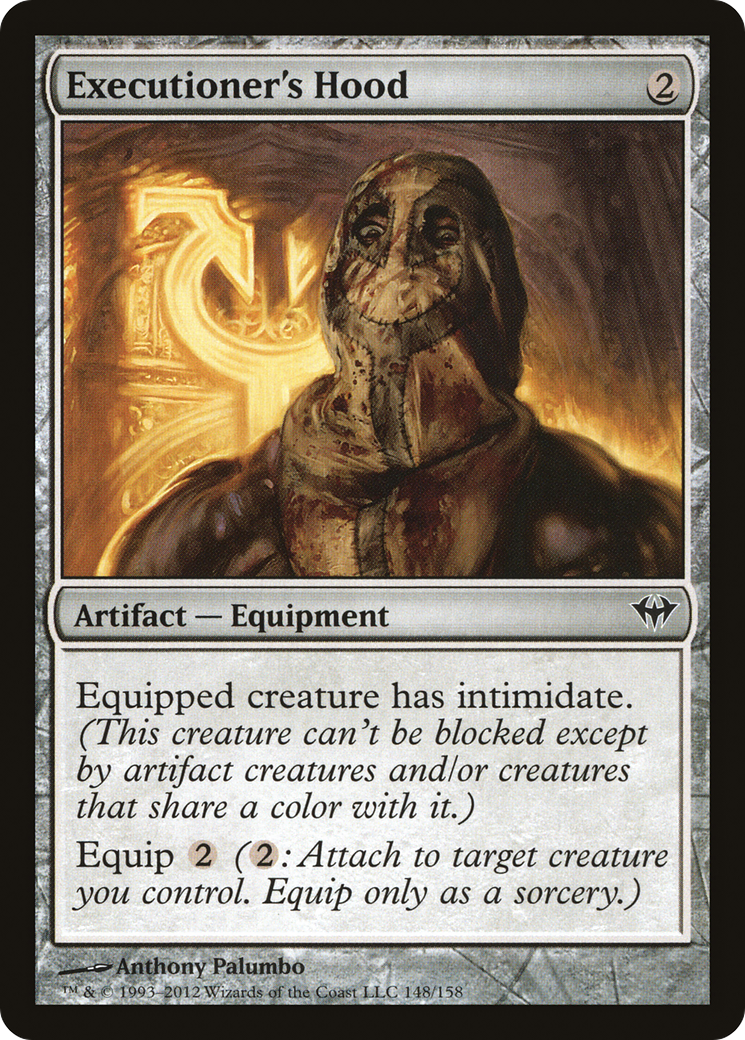 Executioner's Hood 2
Artifact — Equipment
Equipped creature has intimidate.
(This creature can't be blocked except
by artifact creatures and/or creatures
that share a color with it.)
Equip 2 (2: Attach to target creature
you control. Equip only as a sorcery.)
Anthony Palumbo
™ & © 1993–2012 Wizards of the Coast LLC 148/158